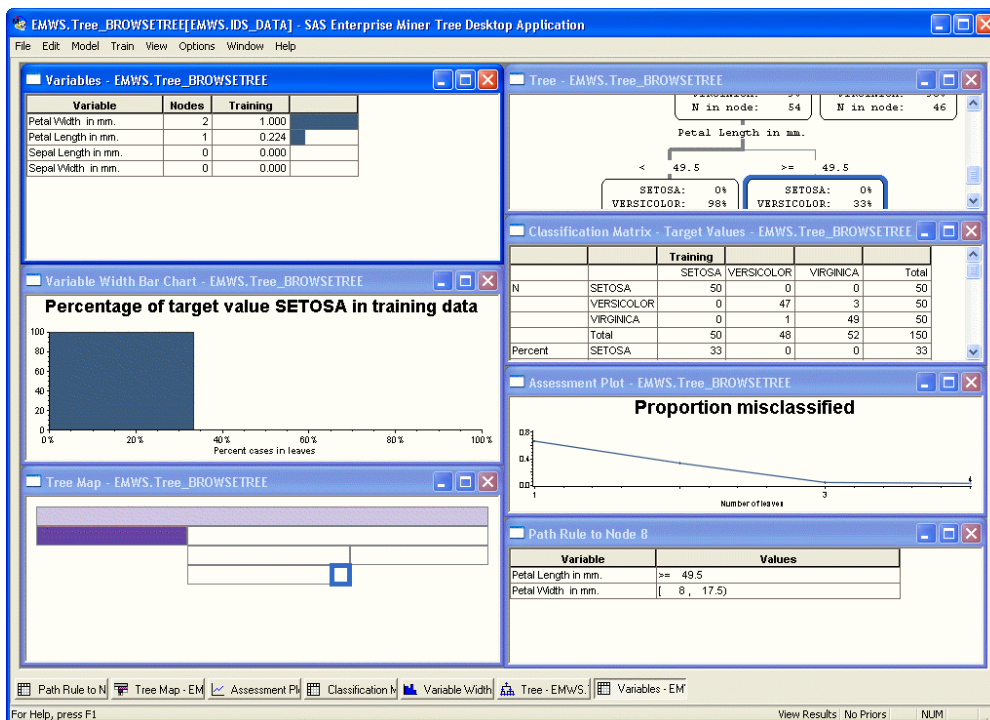 EMWS.Tree_BROWSETREE[EMWS.IDS_DATA] - SAS Enterprise Miner Tree Desktop Application
File Edit Model Train View Options Window Help
Variables - EMWS.Tree_BROWSETREE
Variable Nodes Training
Petal Width in mm. 2 1.000
Petal Length in mm. 1 0.224
Sepal Length in mm. 0 0.000
Sepal Width in mm. 0 0.000
Tree - EMWS.Tree_BROWSETREE
N in node: 54 N in node: 46
Petal Length in mm.
< 49.5 >= 49.5
SETOSA: 0% SETOSA: 0%
VERSICOLOR: 98% VERSICOLOR: 33%
Classification Matrix - Target Values - EMWS.Tree_BROWSETREE
Training
SETOSA VERSICOLOR VIRGINICA Total
N SETOSA 50 0 0 50
VERSICOLOR 0 47 3 50
VIRGINICA 0 1 49 50
Total 50 48 52 150
Percent SETOSA 33 0 0 33
Variable Width Bar Chart - EMWS.Tree_BROWSETREE
Percentage of target value SETOSA in training data
100
80
60
40
20
0
0% 20% 40% 60% 80% 100%
Percent cases in leaves
Assessment Plot - EMWS.Tree_BROWSETREE
Proportion misclassified
0.8
0.4
0.0
1 3
4
Number of leaves
Tree Map - EMWS.Tree_BROWSETREE
Path Rule to Node 8
Variable Values
Petal Length in mm. >= 49.5
Petal Width in mm. [ 8 , 17.5)
Path Rule to N Tree Map - EM Assessment Pl Classification M Variable Width Tree - EMWS. Variables - EM
For Help, press F1 View Results No Priors NUM